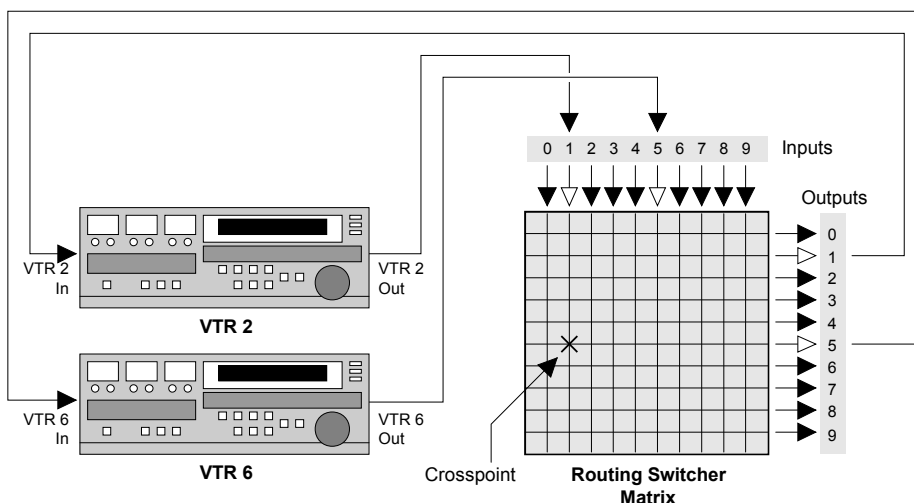 0 1 2 3 4 5 6 7 8 9 Inputs
Outputs
0
1
2
3
4
5
6
7
8
9
VTR 2
In
VTR 2
Out
VTR 2
VTR 6
In
VTR 6
Out
VTR 6
Crosspoint
Routing Switcher
Matrix